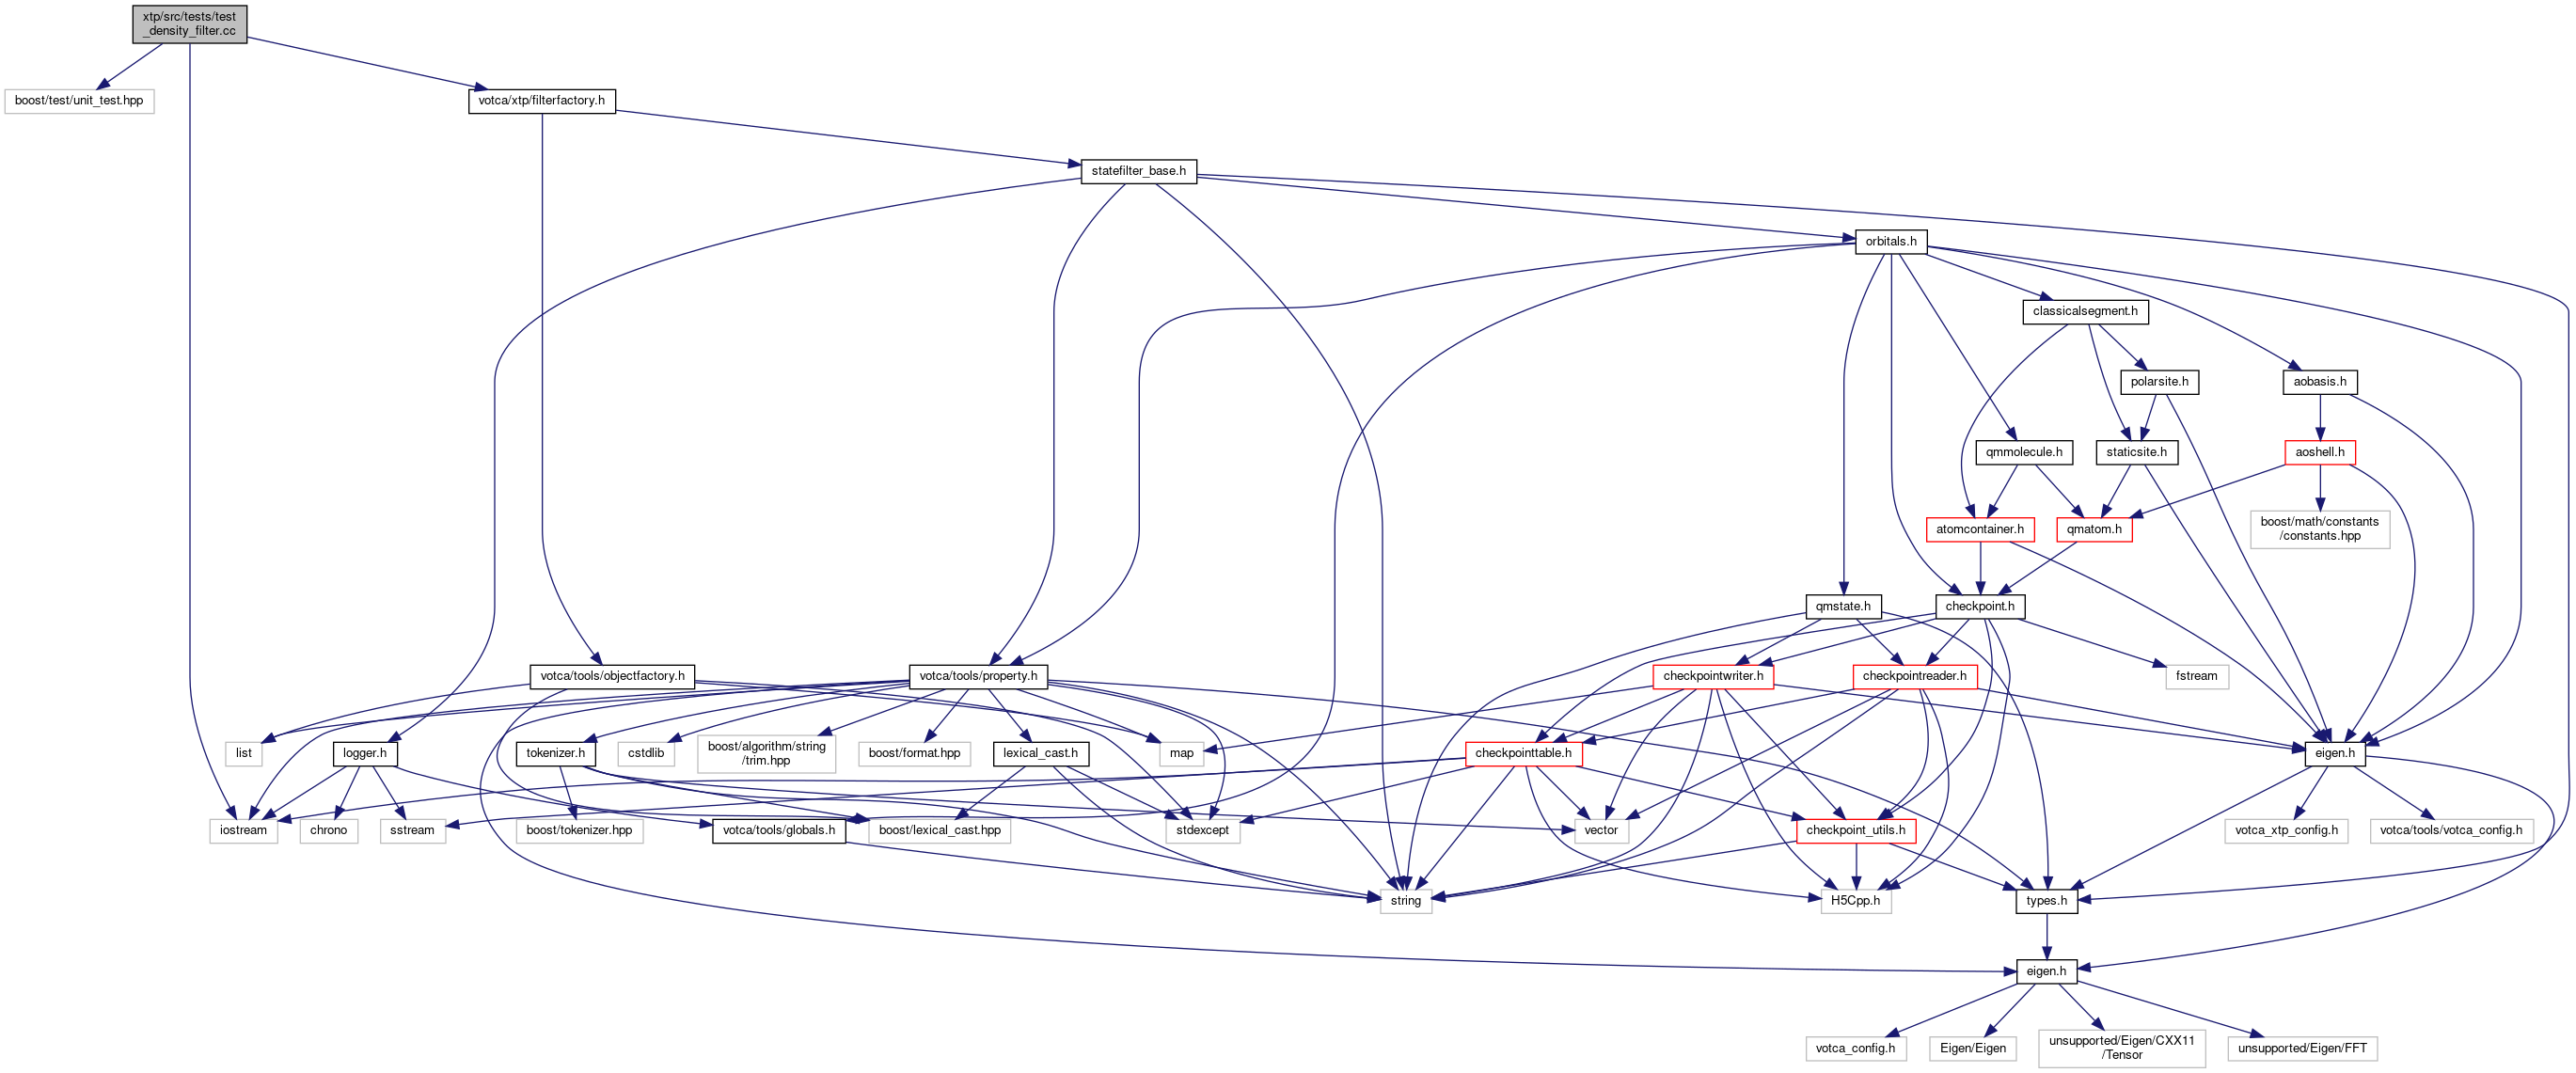 xtp/src/tests/test
_density_filter.cc
boost/test/unit_test.hpp
votca/xtp/filterfactory.h
statefilter_base.h
orbitals.h
classicalsegment.h
polarsite.h
aobasis.h
qmmolecule.h
staticsite.h
aoshell.h
atomcontainer.h
qmatom.h
boost/math/constants
/constants.hpp
qmstate.h
checkpoint.h
votca/tools/objectfactory.h
votca/tools/property.h
checkpointwriter.h
checkpointreader.h
fstream
list
logger.h
tokenizer.h
cstdlib
boost/algorithm/string
/trim.hpp
boost/format.hpp
lexical_cast.h
map
checkpointtable.h
eigen.h
iostream
chrono
sstream
boost/tokenizer.hpp
votca/tools/globals.h
boost/lexical_cast.hpp
stdexcept
vector
checkpoint_utils.h
votca_xtp_config.h
votca/tools/votca_config.h
string
H5Cpp.h
types.h
eigen.h
votca_config.h
Eigen/Eigen
unsupported/Eigen/CXX11
/Tensor
unsupported/Eigen/FFT